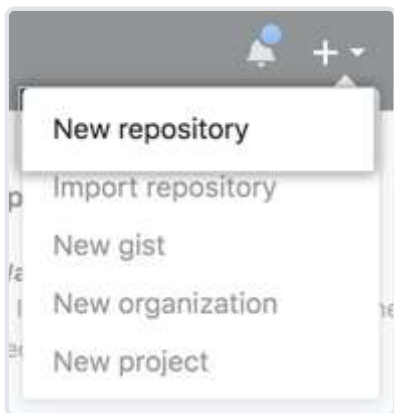 New repository
Import repository
New gist
New organization
New project